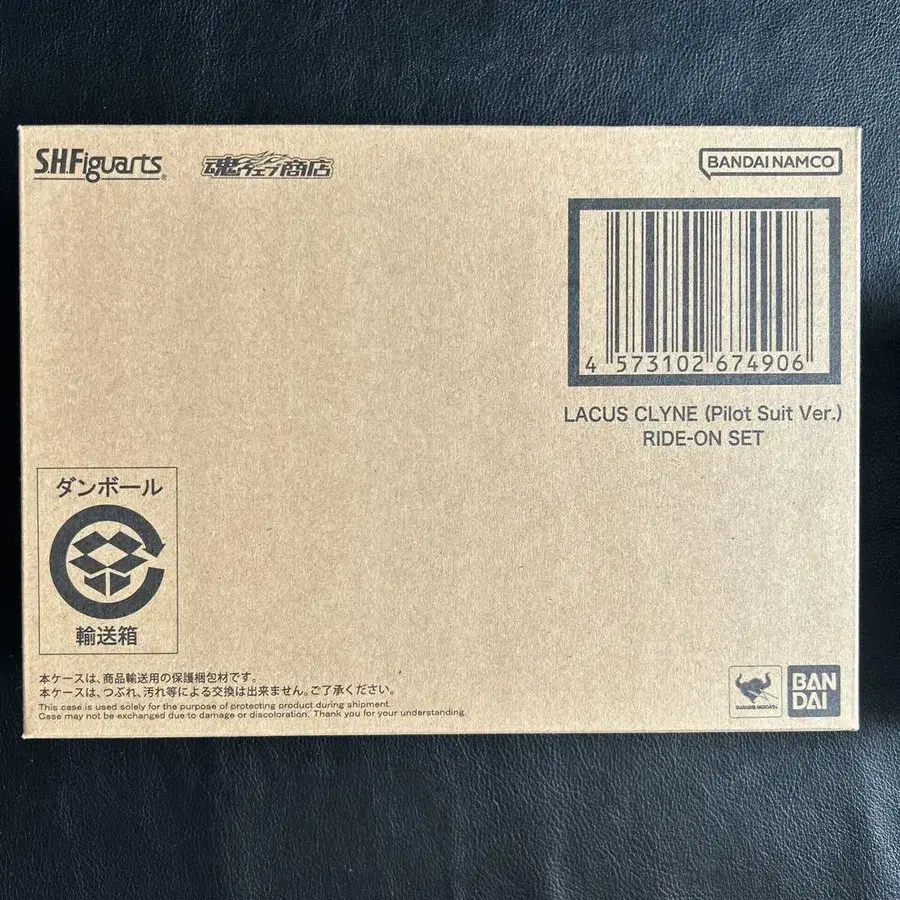 S.H.Figuarts
魂ウェブ商店
BANDAI NAMCO
4 573102 674906
LACUS CLYNE (Pilot Suit Ver.)
RIDE-ON SET
ダンボール
輸送箱
本ケースは、商品輸送用の保護梱包材です。
本ケースは、つぶれ、汚れ等による交換は出来ません。ご了承ください。
This case is used solely for the purpose of protecting product during shipment.
Case may not be exchanged due to damage or discoloration. Thank you for your understanding.
TAMASHII NATIONS
BAN
DAI